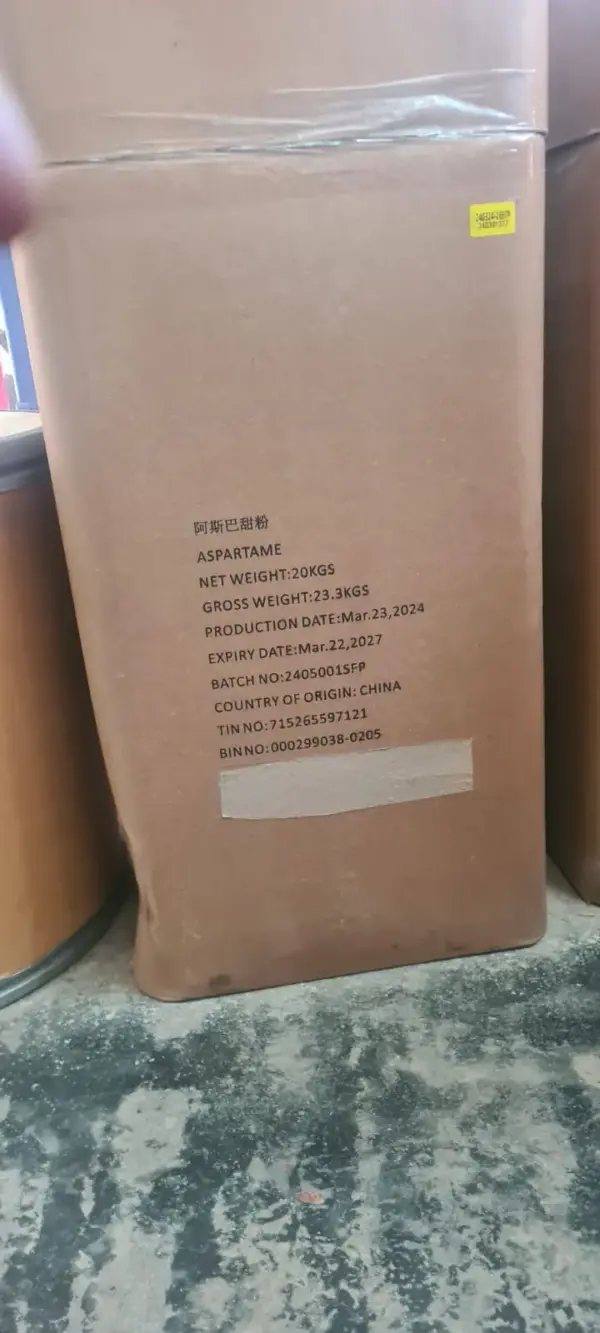 阿斯巴甜粉
ASPARTAME
NET WEIGHT:20KGS
GROSS WEIGHT:23.3KGS
PRODUCTION DATE:Mar.23,2024
EXPIRY DATE:Mar.22,2027
BATCH NO:2405001SFP
COUNTRY OF ORIGIN: CHINA
TIN NO:715265597121
BIN NO:000299038-0205